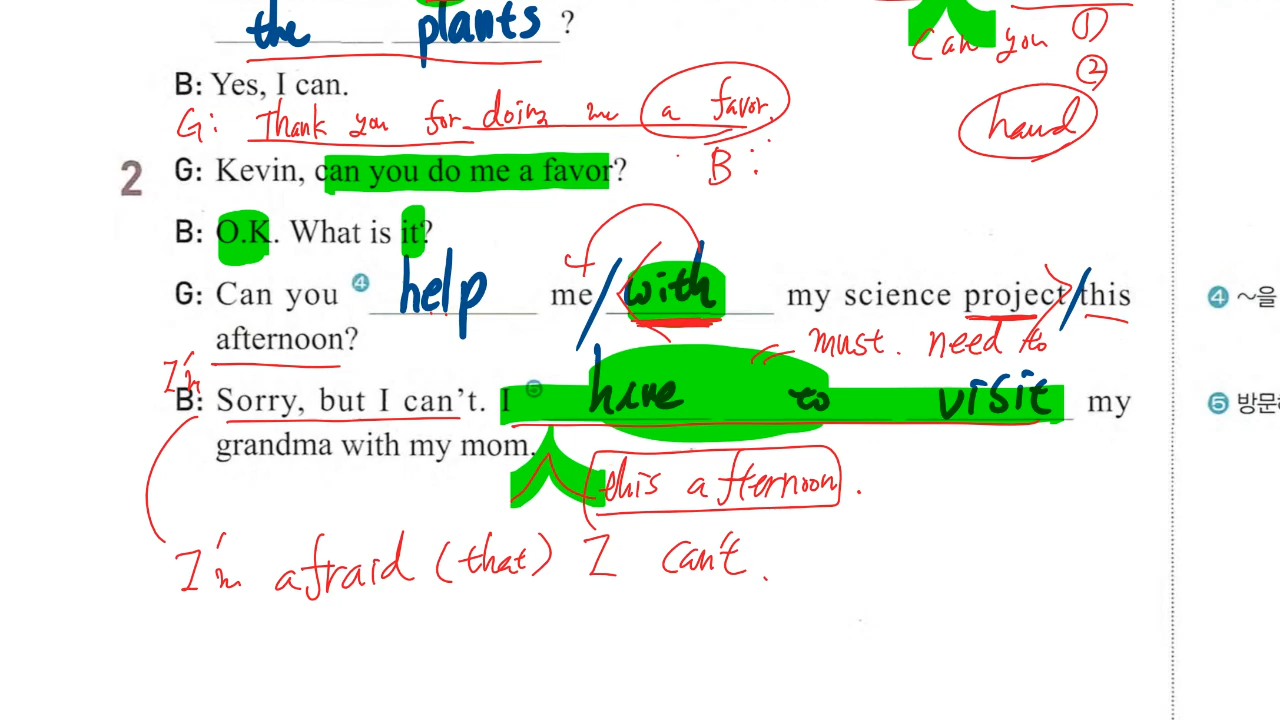 the plants ?
can you ①
B: Yes, I can.
②
G: Thank you for doing me a favor.
hand
2 G: Kevin, can you do me a favor?
B:
B: O.K. What is it?
G: Can you ④ help me / with my science project / this
④ ~을
afternoon?
must. need to
I'm
B: Sorry, but I can't. I ⑤ have to visit my
⑤ 방문
grandma with my mom.
this afternoon.
I'm afraid (that) I can't.